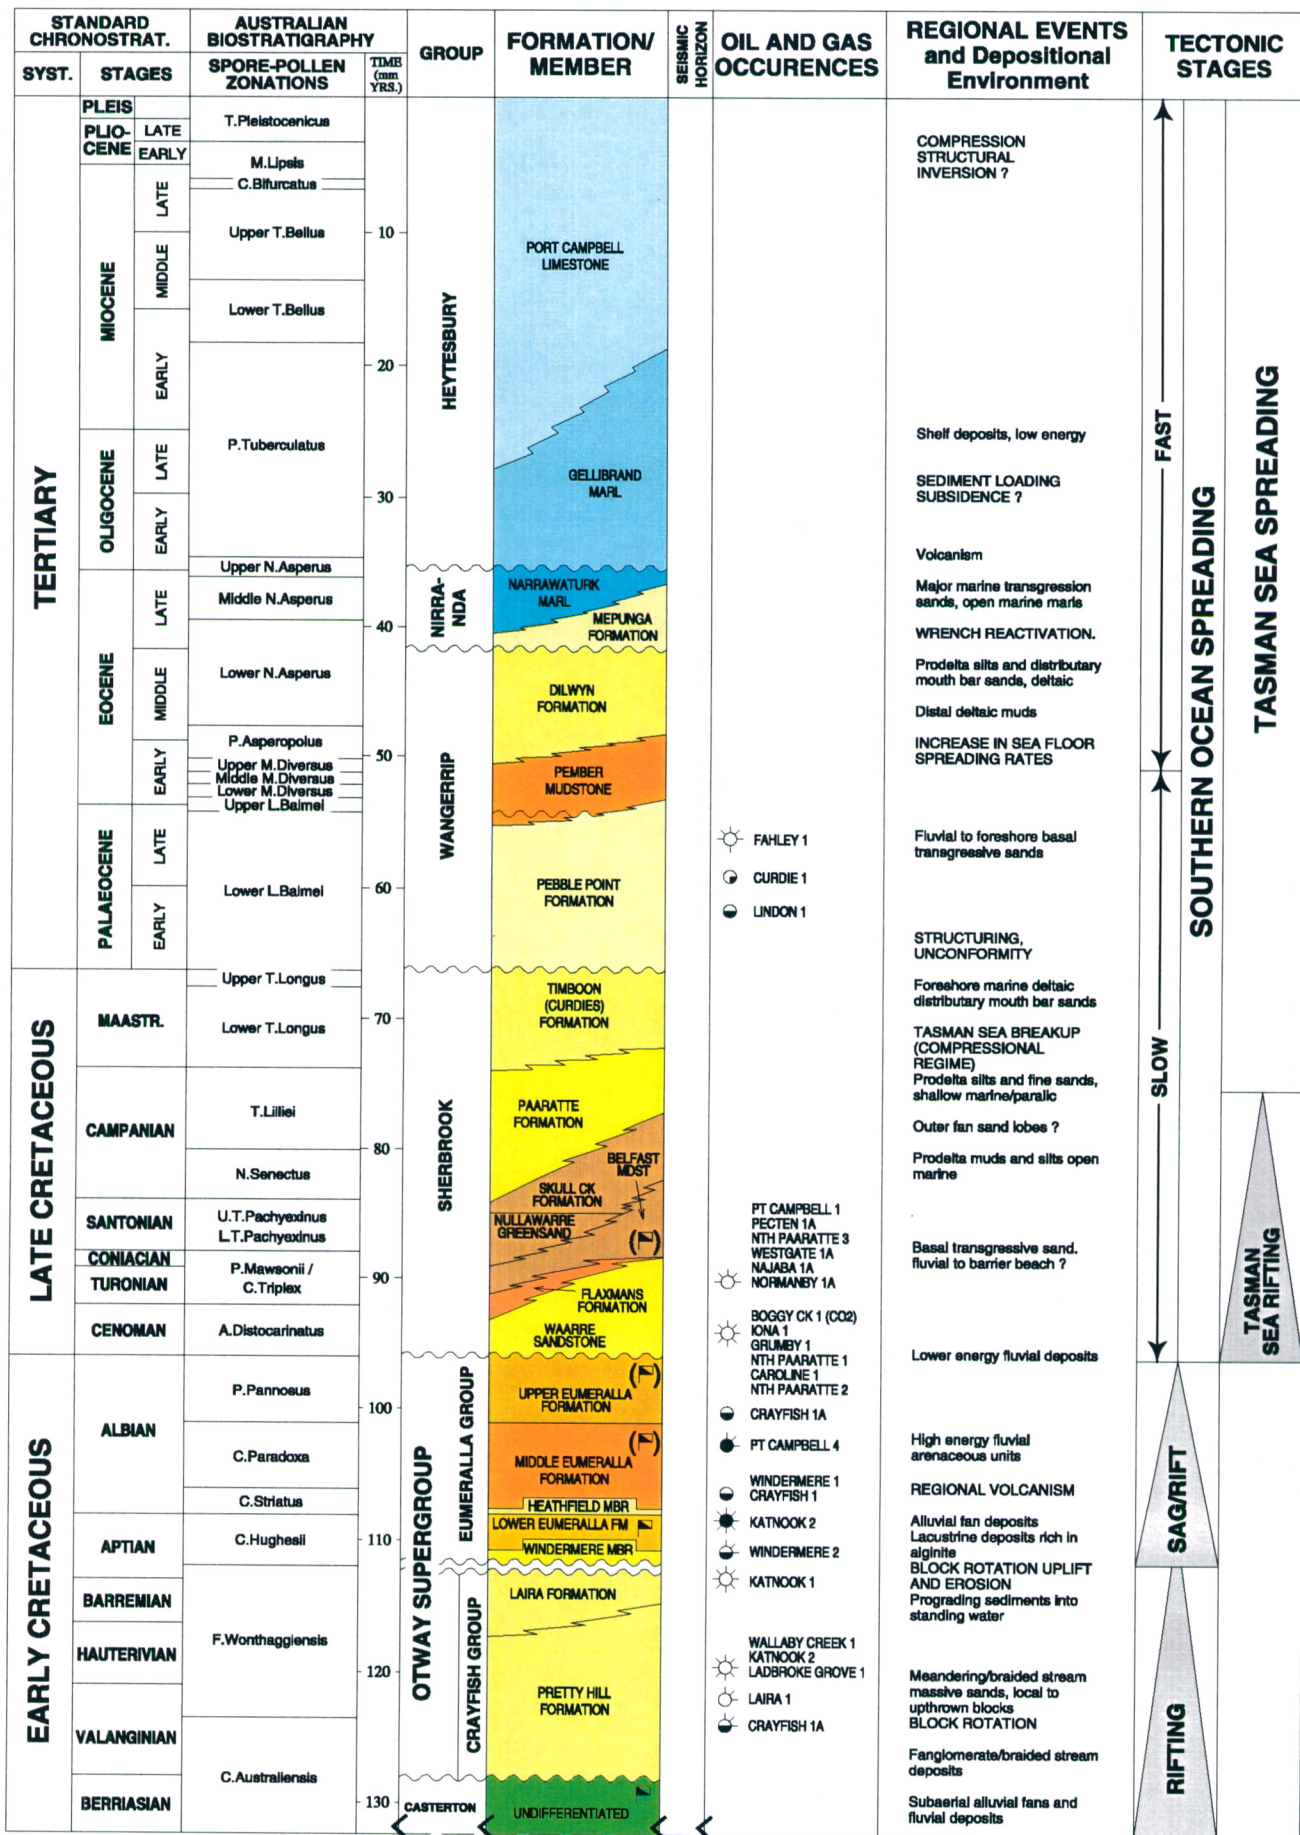 STANDARD
CHRONOSTRAT.
AUSTRALIAN
BIOSTRATIGRAPHY
GROUP
FORMATION/
MEMBER
SEISMIC
HORIZON
OIL AND GAS
OCCURENCES
REGIONAL EVENTS
and Depositional
Environment
TECTONIC
STAGES
SYST.
STAGES
SPORE-POLLEN
ZONATIONS
TIME
(mm
YRS.)
TERTIARY
LATE CRETACEOUS
EARLY CRETACEOUS
PLEIS
PLIO-
CENE
LATE
EARLY
MIOCENE
LATE
MIDDLE
EARLY
OLIGOCENE
LATE
EARLY
EOCENE
LATE
MIDDLE
EARLY
PALAEOCENE
LATE
EARLY
MAASTR.
CAMPANIAN
SANTONIAN
CONIACIAN
TURONIAN
CENOMAN
ALBIAN
APTIAN
BARREMIAN
HAUTERIVIAN
VALANGINIAN
BERRIASIAN
T.Pleistocenicus
M.Lipsis
C.Bifurcatus
Upper T.Bellus
Lower T.Bellus
P.Tuberculatus
Upper N.Asperus
Middle N.Asperus
Lower N.Asperus
P.Asperopolus
Upper M.Diversus
Middle M.Diversus
Lower M.Diversus
Upper L.Balmei
Lower L.Balmei
Upper T.Longus
Lower T.Longus
T.Lilliei
N.Senectus
U.T.Pachyexinus
L.T.Pachyexinus
P.Mawsonii /
C.Triplex
A.Distocarinatus
P.Pannosus
C.Paradoxa
C.Striatus
C.Hughesii
F.Wonthaggiensis
C.Australiensis
10
20
30
40
50
60
70
80
90
100
110
120
130
HEYTESBURY
NIRRA-
NDA
WANGERRIP
SHERBROOK
OTWAY SUPERGROUP
EUMERALLA GROUP
CRAYFISH GROUP
CASTERTON
PORT CAMPBELL
LIMESTONE
GELLIBRAND
MARL
NARRAWATURK
MARL
MEPUNGA
FORMATION
DILWYN
FORMATION
PEMBER
MUDSTONE
PEBBLE POINT
FORMATION
TIMBOON
(CURDIES)
FORMATION
PAARATTE
FORMATION
BELFAST
MDST
SKULL CK
FORMATION
NULLAWARRE
GREENSAND
FLAXMANS
FORMATION
WAARRE
SANDSTONE
UPPER EUMERALLA
FORMATION
MIDDLE EUMERALLA
FORMATION
HEATHFIELD MBR
LOWER EUMERALLA FM
WINDERMERE MBR
LAIRA FORMATION
PRETTY HILL
FORMATION
UNDIFFERENTIATED
FAHLEY 1
CURDIE 1
LINDON 1
PT CAMPBELL 1
PECTEN 1A
NTH PAARATTE 3
WESTGATE 1A
NAJABA 1A
NORMANBY 1A
BOGGY CK 1 (CO2)
IONA 1
GRUMBY 1
NTH PAARATTE 1
CAROLINE 1
NTH PAARATTE 2
CRAYFISH 1A
PT CAMPBELL 4
WINDERMERE 1
CRAYFISH 1
KATNOOK 2
WINDERMERE 2
KATNOOK 1
WALLABY CREEK 1
KATNOOK 2
LADBROKE GROVE 1
LAIRA 1
CRAYFISH 1A
COMPRESSION
STRUCTURAL
INVERSION ?
Shelf deposits, low energy
SEDIMENT LOADING
SUBSIDENCE ?
Volcanism
Major marine transgression
sands, open marine marls
WRENCH REACTIVATION.
Prodelta silts and distributary
mouth bar sands, deltaic
Distal deltaic muds
INCREASE IN SEA FLOOR
SPREADING RATES
Fluvial to foreshore basal
transgressive sands
STRUCTURING,
UNCONFORMITY
Foreshore marine deltaic
distributary mouth bar sands
TASMAN SEA BREAKUP
(COMPRESSIONAL
REGIME)
Prodelta silts and fine sands,
shallow marine/paralic
Outer fan sand lobes ?
Prodelta muds and silts open
marine
Basal transgressive sand.
fluvial to barrier beach ?
Lower energy fluvial deposits
High energy fluvial
arenaceous units
REGIONAL VOLCANISM
Alluvial fan deposits
Lacustrine deposits rich in
alginite
BLOCK ROTATION UPLIFT
AND EROSION
Prograding sediments into
standing water
Meandering/braided stream
massive sands, local to
upthrown blocks
BLOCK ROTATION
Fanglomerate/braided stream
deposits
Subaerial alluvial fans and
fluvial deposits
FAST
SLOW
SOUTHERN OCEAN SPREADING
TASMAN SEA SPREADING
TASMAN
SEA RIFTING
SAG/RIFT
RIFTING